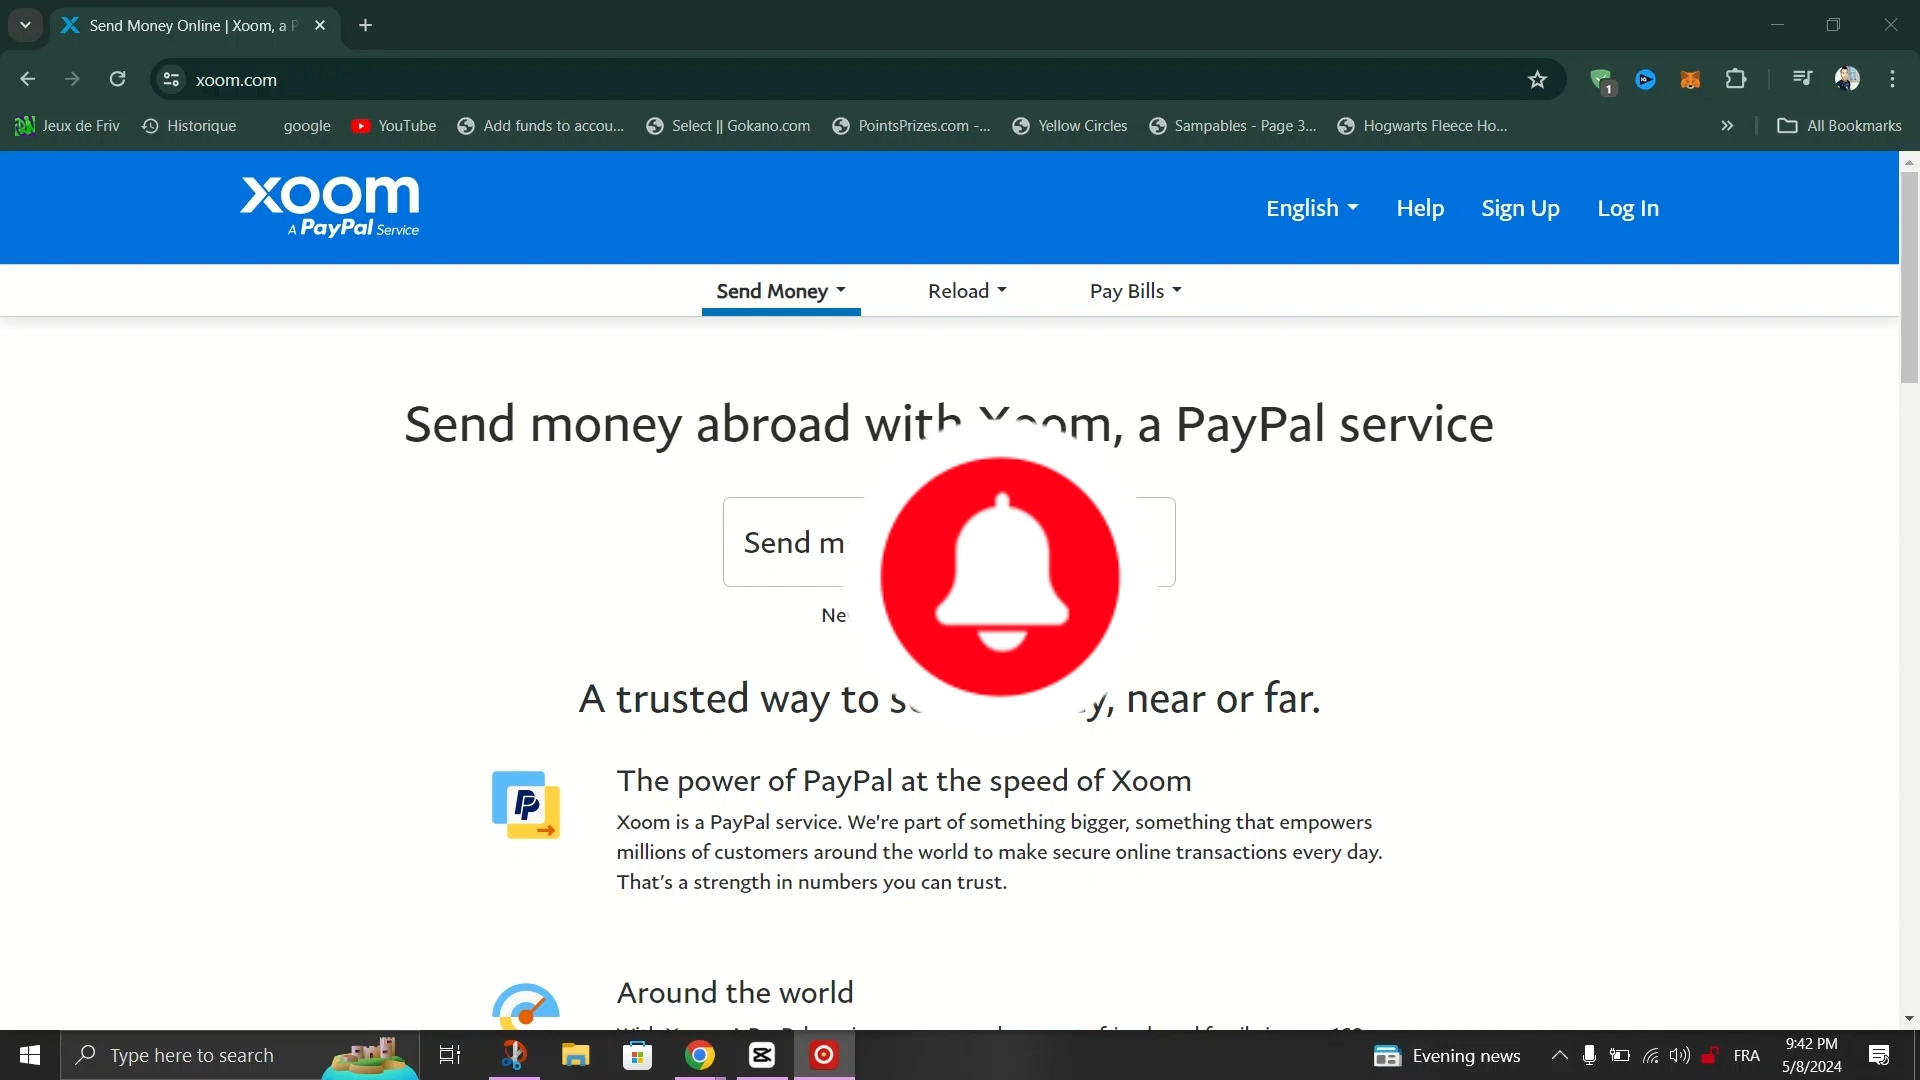 Send Money Online | Xoom, a P
xoom.com
1
Jeux de Friv
Historique
google
YouTube
Add funds to accou...
Select || Gokano.com
PointsPrizes.com -...
Yellow Circles
Sampables - Page 3...
Hogwarts Fleece Ho...
All Bookmarks
xoom
A PayPal Service
English
Help
Sign Up
Log In
Send Money
Reload
Pay Bills
Send money abroad with Xoom, a PayPal service
Send m
Ne
A trusted way to s y, near or far.
The power of PayPal at the speed of Xoom
Xoom is a PayPal service. We're part of something bigger, something that empowers
millions of customers around the world to make secure online transactions every day.
That's a strength in numbers you can trust.
Around the world
Type here to search
Evening news
FRA
9:42 PM
5/8/2024